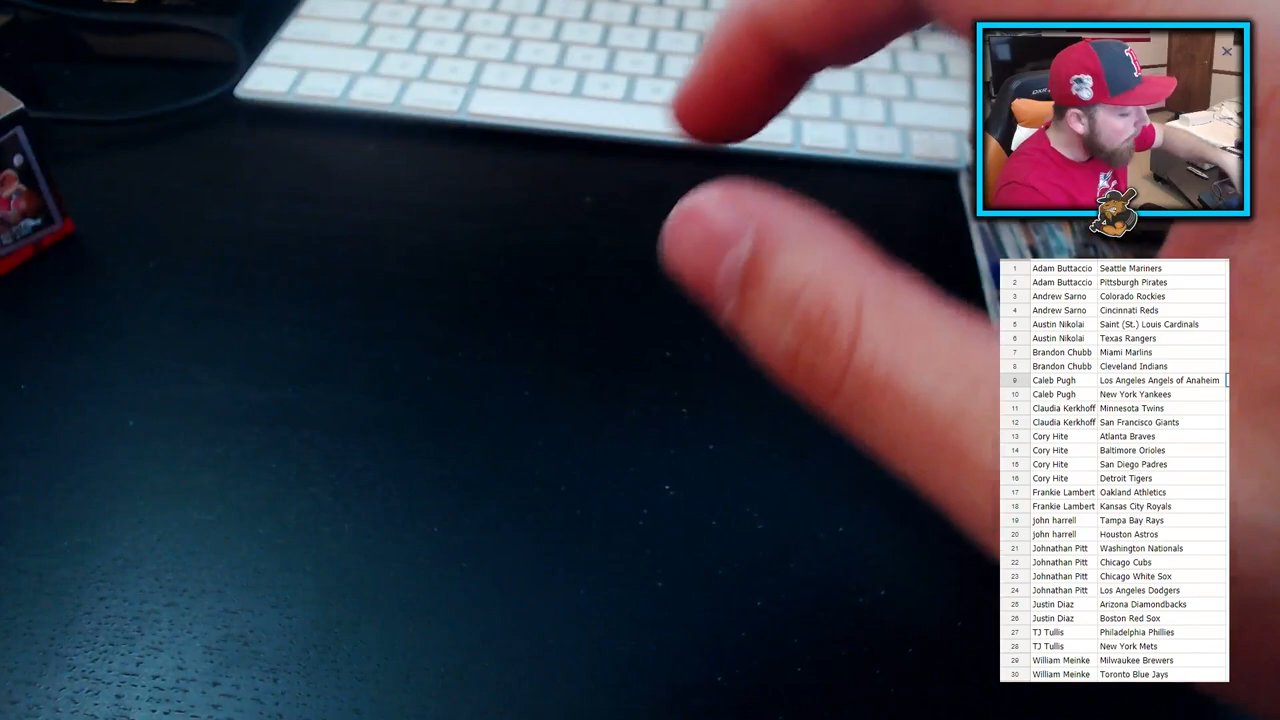 1 Adam Buttaccio Seattle Mariners
2 Adam Buttaccio Pittsburgh Pirates
3 Andrew Sarno Colorado Rockies
4 Andrew Sarno Cincinnati Reds
5 Austin Nikolai Saint (St.) Louis Cardinals
6 Austin Nikolai Texas Rangers
7 Brandon Chubb Miami Marlins
8 Brandon Chubb Cleveland Indians
9 Caleb Pugh Los Angeles Angels of Anaheim
10 Caleb Pugh New York Yankees
11 Claudia Kerkhoff Minnesota Twins
12 Claudia Kerkhoff San Francisco Giants
13 Cory Hite Atlanta Braves
14 Cory Hite Baltimore Orioles
15 Cory Hite San Diego Padres
16 Cory Hite Detroit Tigers
17 Frankie Lambert Oakland Athletics
18 Frankie Lambert Kansas City Royals
19 john harrell Tampa Bay Rays
20 john harrell Houston Astros
21 Johnathan Pitt Washington Nationals
22 Johnathan Pitt Chicago Cubs
23 Johnathan Pitt Chicago White Sox
24 Johnathan Pitt Los Angeles Dodgers
25 Justin Diaz Arizona Diamondbacks
26 Justin Diaz Boston Red Sox
27 TJ Tullis Philadelphia Phillies
28 TJ Tullis New York Mets
29 William Meinke Milwaukee Brewers
30 William Meinke Toronto Blue Jays